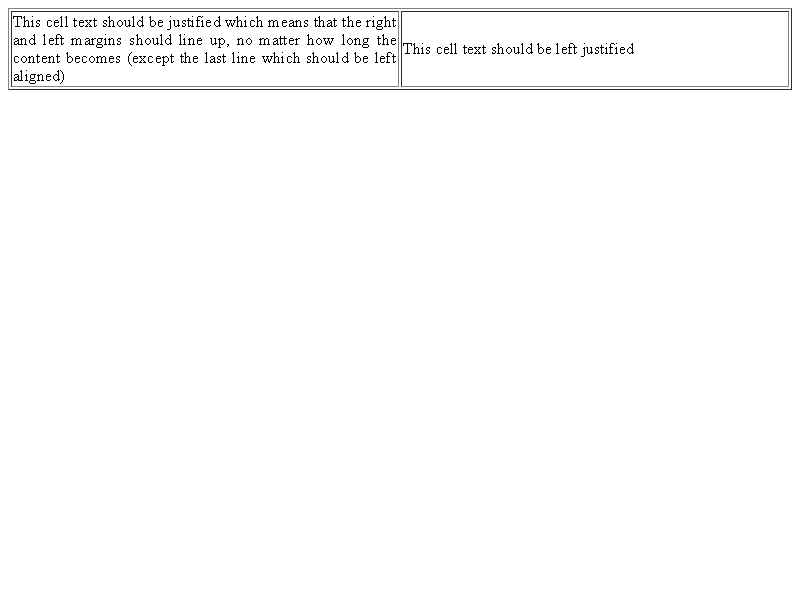 This cell text should be justified which means that the right
and left margins should line up, no matter how long the
content becomes (except the last line which should be left
aligned)
This cell text should be left justified